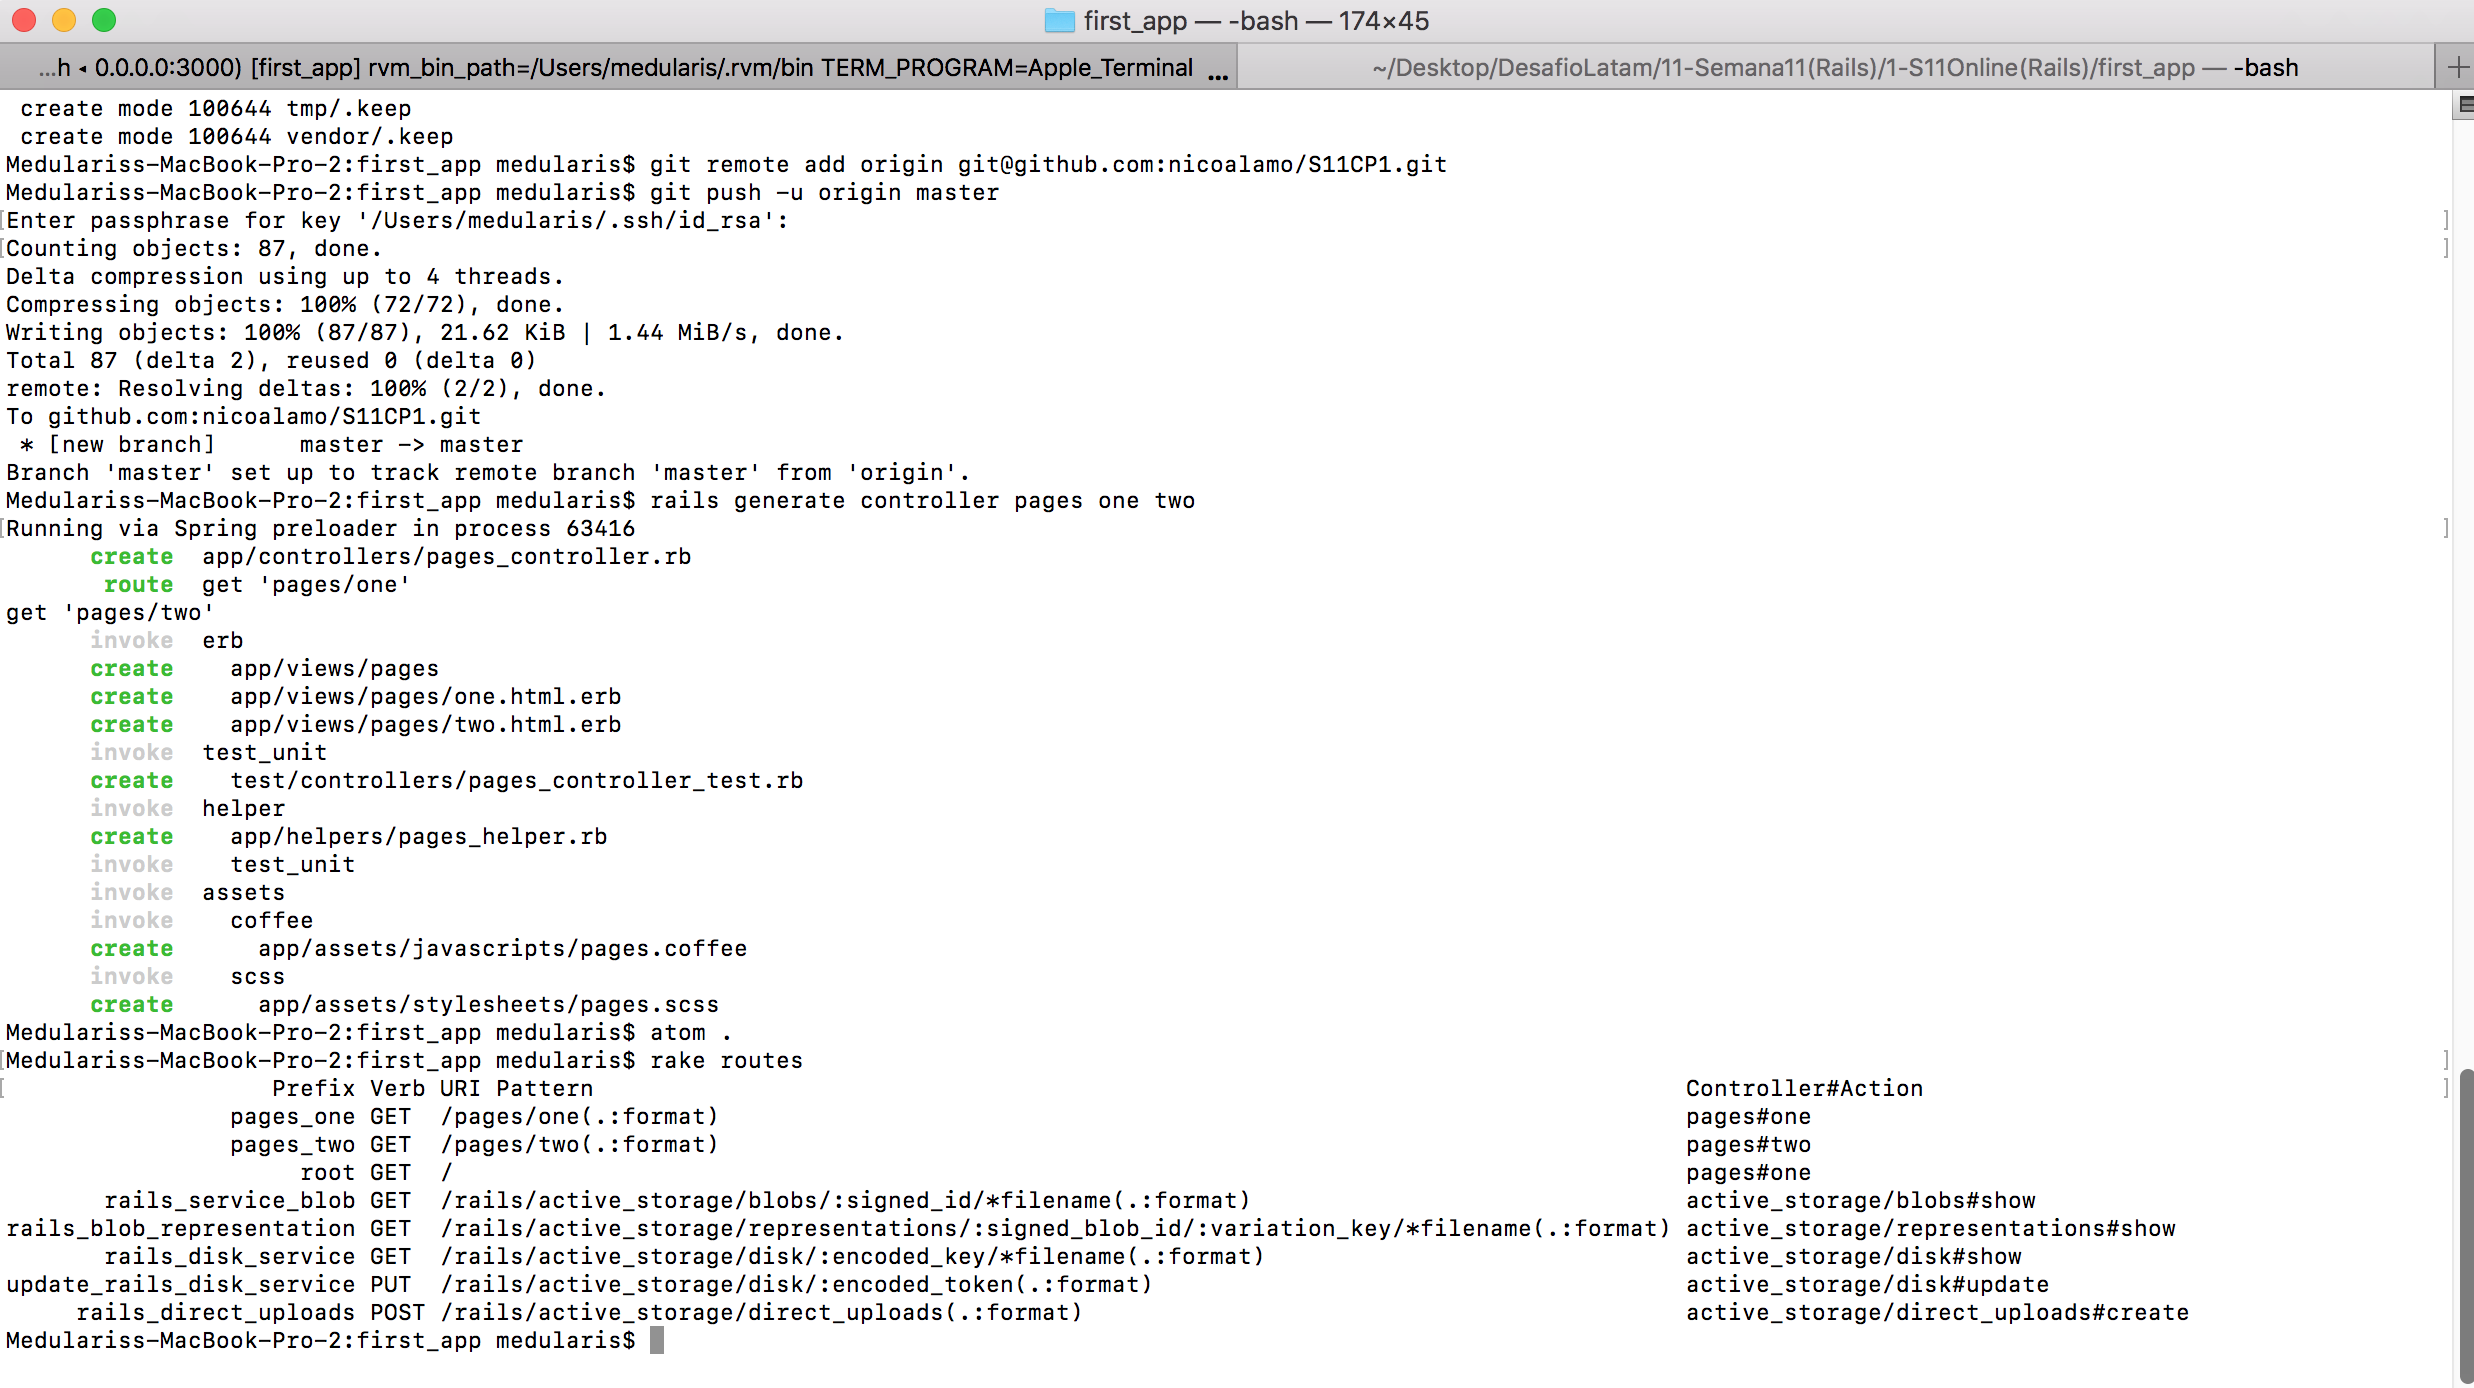 first_app — -bash — 174×45
...h ◂ 0.0.0.0:3000) [first_app] rvm_bin_path=/Users/medularis/.rvm/bin TERM_PROGRAM=Apple_Terminal ...
~/Desktop/DesafioLatam/11-Semana11(Rails)/1-S11Online(Rails)/first_app — -bash
 create mode 100644 tmp/.keep
 create mode 100644 vendor/.keep
Medulariss-MacBook-Pro-2:first_app medularis$ git remote add origin git@github.com:nicoalamo/S11CP1.git
Medulariss-MacBook-Pro-2:first_app medularis$ git push -u origin master
Enter passphrase for key '/Users/medularis/.ssh/id_rsa':
Counting objects: 87, done.
Delta compression using up to 4 threads.
Compressing objects: 100% (72/72), done.
Writing objects: 100% (87/87), 21.62 KiB | 1.44 MiB/s, done.
Total 87 (delta 2), reused 0 (delta 0)
remote: Resolving deltas: 100% (2/2), done.
To github.com:nicoalamo/S11CP1.git
 * [new branch]      master -> master
Branch 'master' set up to track remote branch 'master' from 'origin'.
Medulariss-MacBook-Pro-2:first_app medularis$ rails generate controller pages one two
Running via Spring preloader in process 63416
      create  app/controllers/pages_controller.rb
       route  get 'pages/one'
get 'pages/two'
      invoke  erb
      create    app/views/pages
      create    app/views/pages/one.html.erb
      create    app/views/pages/two.html.erb
      invoke  test_unit
      create    test/controllers/pages_controller_test.rb
      invoke  helper
      create    app/helpers/pages_helper.rb
      invoke    test_unit
      invoke  assets
      invoke    coffee
      create      app/assets/javascripts/pages.coffee
      invoke    scss
      create      app/assets/stylesheets/pages.scss
Medulariss-MacBook-Pro-2:first_app medularis$ atom .
Medulariss-MacBook-Pro-2:first_app medularis$ rake routes
                   Prefix Verb URI Pattern                                                                              Controller#Action
                pages_one GET  /pages/one(.:format)                                                                     pages#one
                pages_two GET  /pages/two(.:format)                                                                     pages#two
                     root GET  /                                                                                        pages#one
       rails_service_blob GET  /rails/active_storage/blobs/:signed_id/*filename(.:format)                               active_storage/blobs#show
rails_blob_representation GET  /rails/active_storage/representations/:signed_blob_id/:variation_key/*filename(.:format) active_storage/representations#show
       rails_disk_service GET  /rails/active_storage/disk/:encoded_key/*filename(.:format)                              active_storage/disk#show
update_rails_disk_service PUT  /rails/active_storage/disk/:encoded_token(.:format)                                      active_storage/disk#update
     rails_direct_uploads POST /rails/active_storage/direct_uploads(.:format)                                           active_storage/direct_uploads#create
Medulariss-MacBook-Pro-2:first_app medularis$